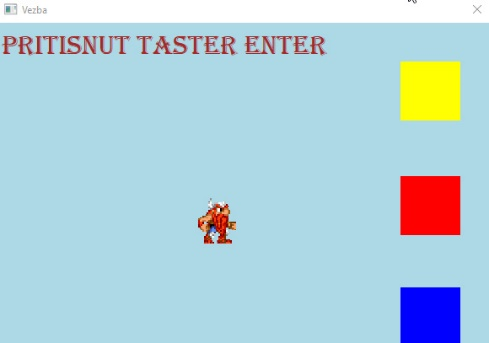 Vezba
PRITISNUT TASTER ENTER